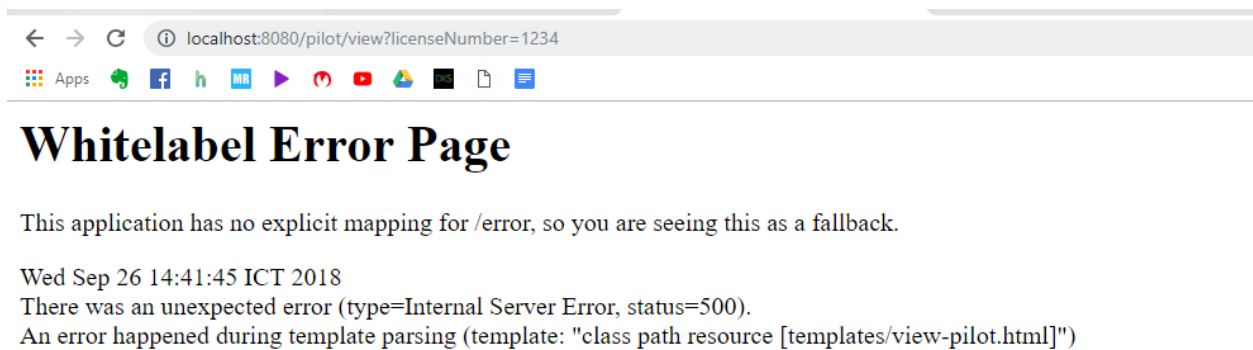 localhost:8080/pilot/view?licenseNumber=1234
Apps h MR DKS
Whitelabel Error Page
This application has no explicit mapping for /error, so you are seeing this as a fallback.
Wed Sep 26 14:41:45 ICT 2018
There was an unexpected error (type=Internal Server Error, status=500).
An error happened during template parsing (template: "class path resource [templates/view-pilot.html]")